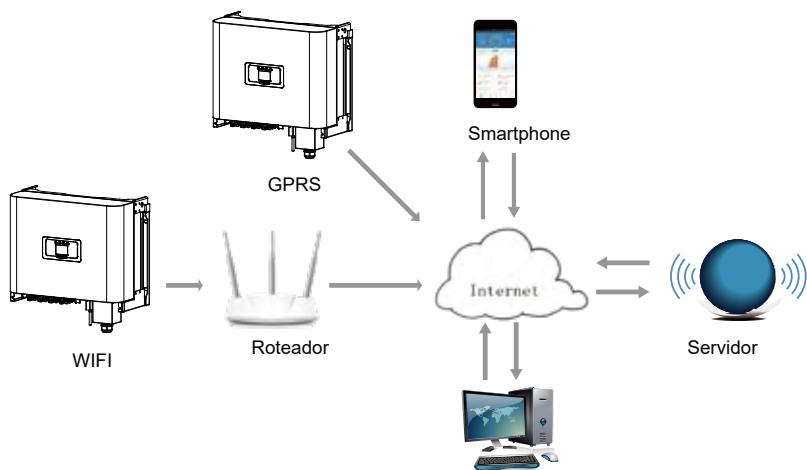 Smartphone
GPRS
Internet
WIFI
Roteador
Servidor